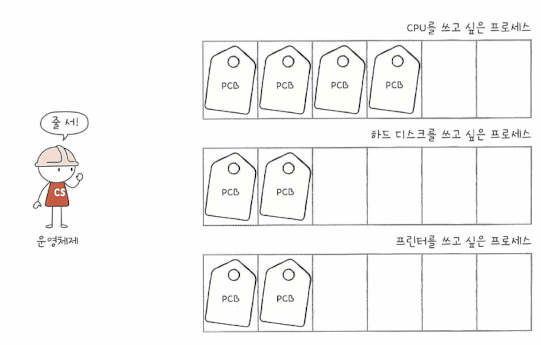 CPU를 쓰고 싶은 프로세스
PCB PCB PCB PCB
줄 서!
하드 디스크를 쓰고 싶은 프로세스
CS
PCB PCB
운영체제
프린터를 쓰고 싶은 프로세스
PCB PCB